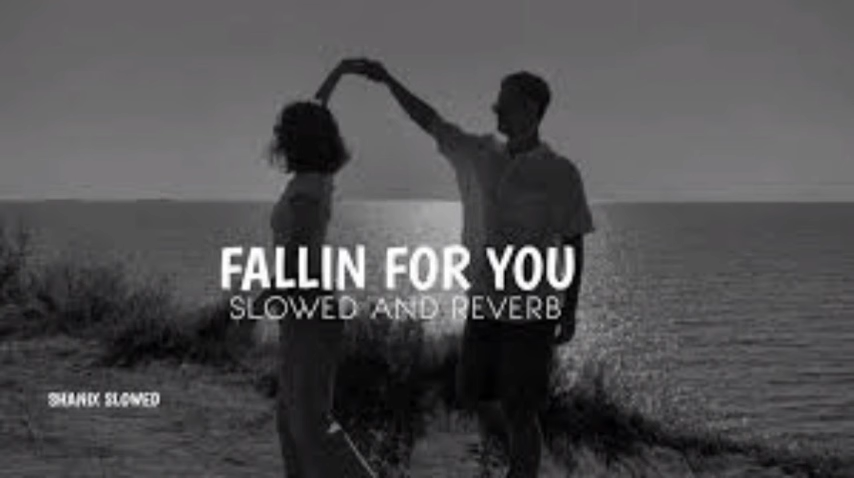 FALLIN FOR YOU
SLOWED AND REVERB
SHANIX SLOWED